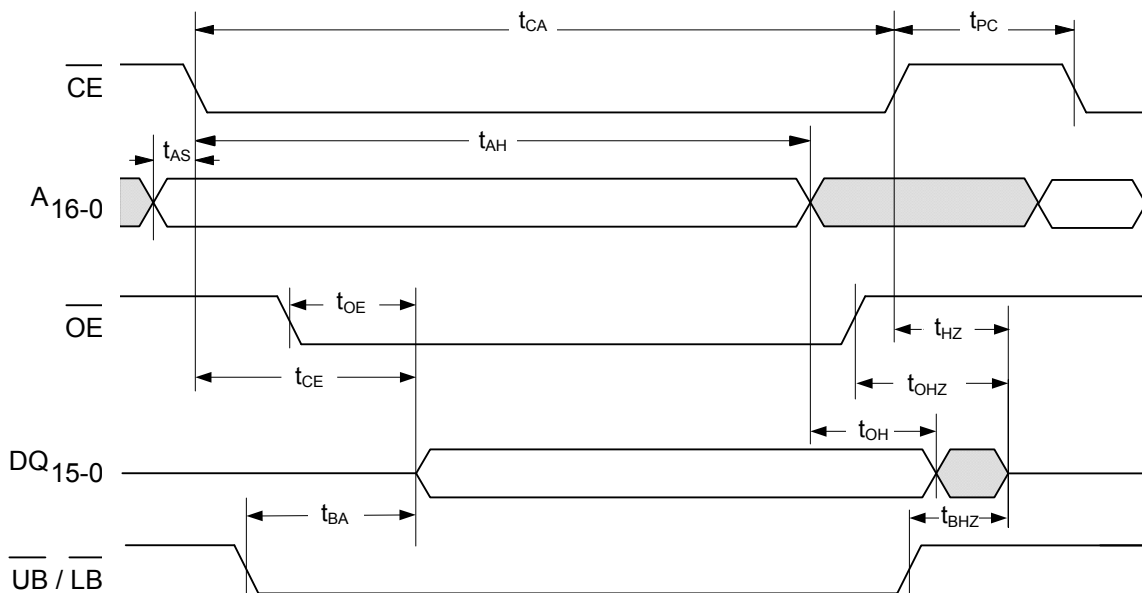 tCA
tPC
CE
tAH
tAS
A16-0
OE
tOE
tHZ
tCE
tOHZ
tOH
DQ15-0
tBA
tBHZ
UB / LB